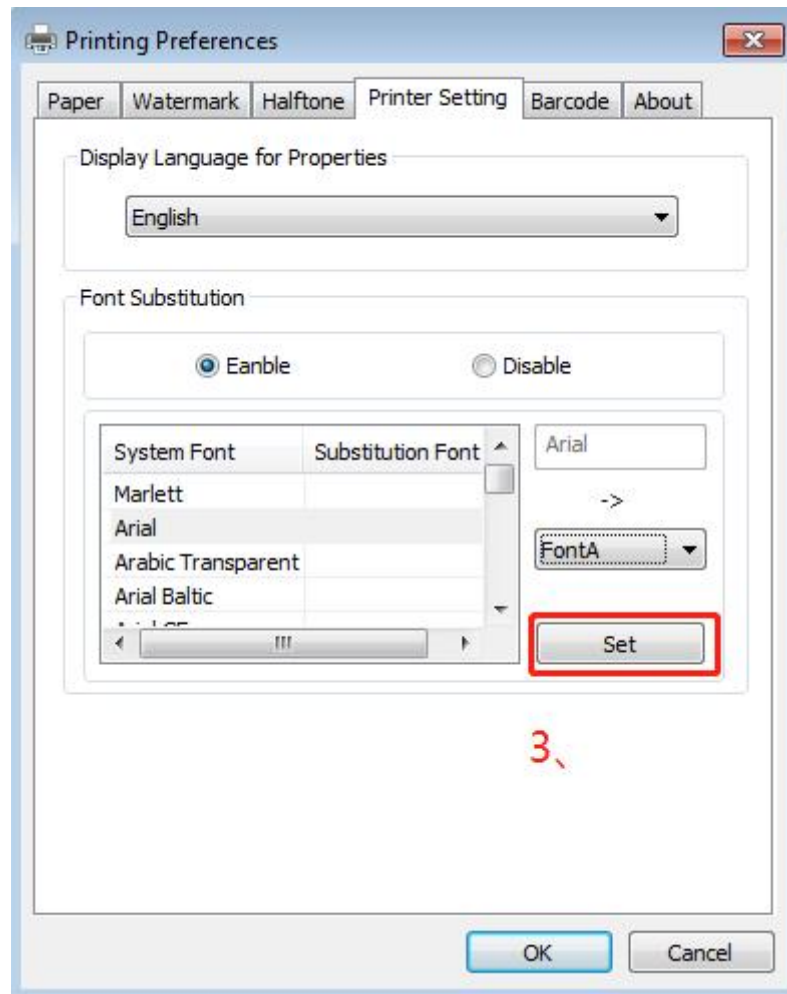 Printing Preferences
Paper Watermark Halftone Printer Setting Barcode About
Display Language for Properties
English
Font Substitution
Eanble Disable
System Font Substitution Font
Arial
Marlett
->
Arial
FontA
Arabic Transparent
Arial Baltic
Set
3、
OK Cancel